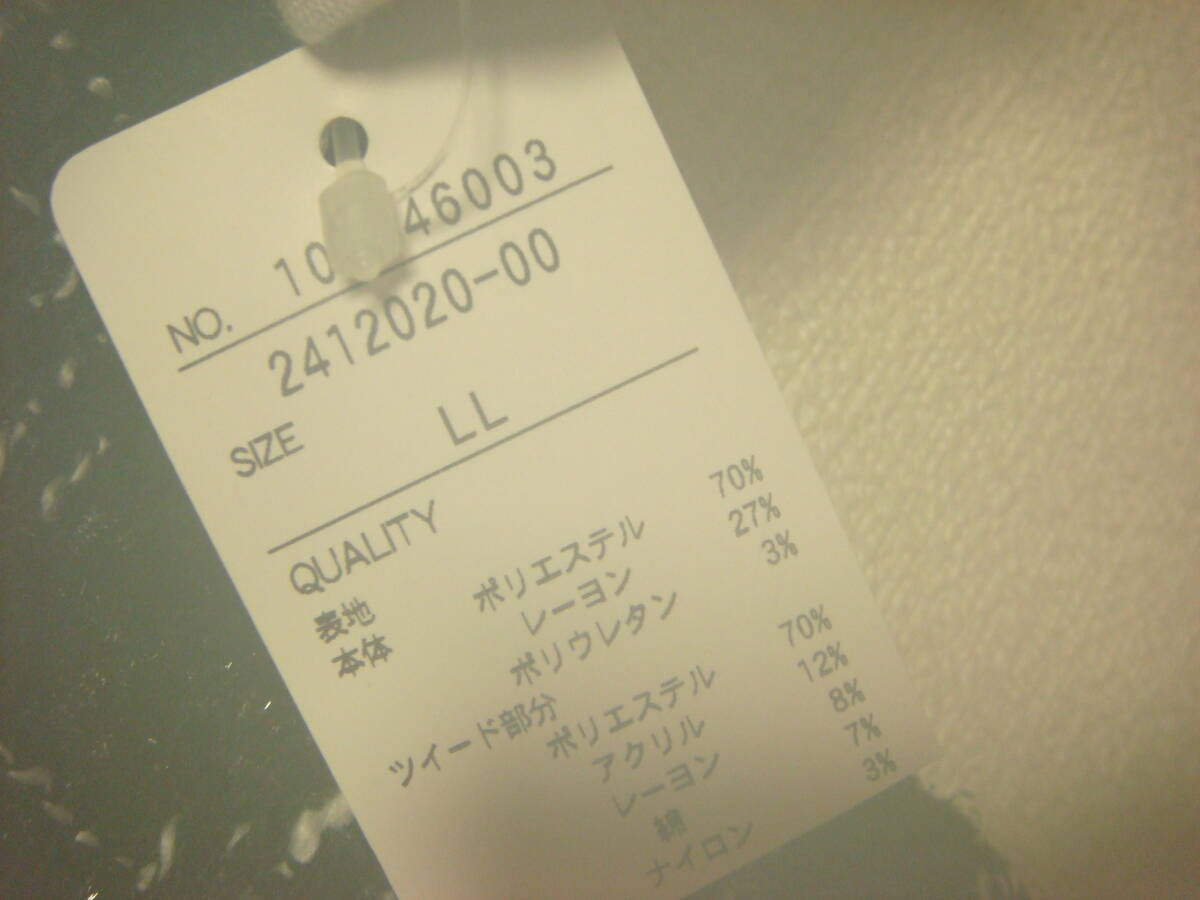 NO. 10 46003
2412020-00
SIZE LL
QUALITY
表地 ポリエステル 70%
本体 レーヨン 27%
ポリウレタン 3%
ツイード部分
ポリエステル 70%
アクリル 12%
レーヨン 8%
綿 7%
ナイロン 3%